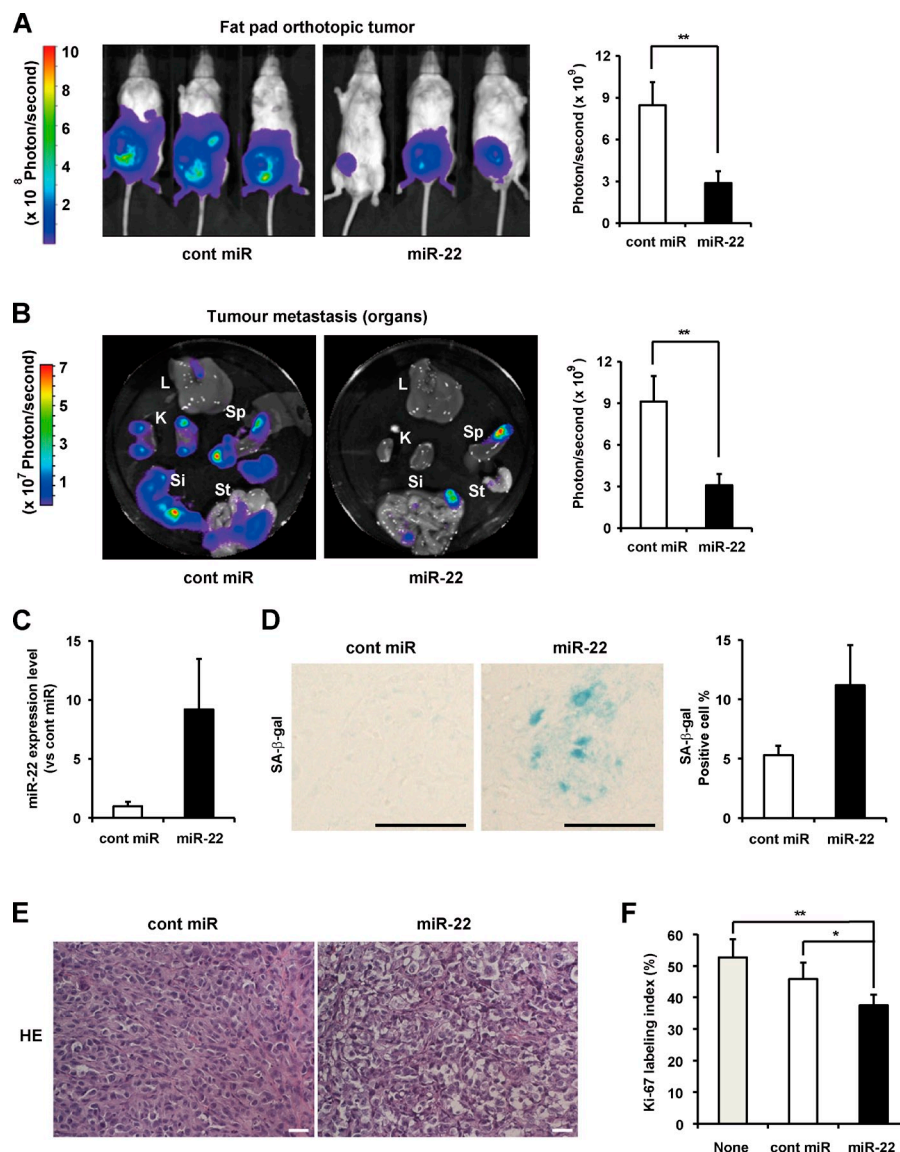 A
Fat pad orthotopic tumor
10
8
6
4
2
(x 10⁸ Photon/second)
cont miR
miR-22
**
Photon/second (x 10⁹)
9
6
3
0
cont miR
miR-22
B
Tumour metastasis (organs)
7
5
3
1
(x 10⁷ Photon/second)
L
K
Sp
Si
St
cont miR
L
K
Sp
Si
St
miR-22
**
Photon/second (x 10⁹)
12
9
6
3
0
cont miR
miR-22
C
miR-22 expression level
(vs cont miR)
15
10
5
0
cont miR
miR-22
D
cont miR
miR-22
SA-β-gal
SA-β-gal
Positive cell %
15
10
5
0
cont miR
miR-22
E
cont miR
miR-22
HE
F
**
*
Ki-67 labeling index (%)
60
50
40
30
20
10
0
None
cont miR
miR-22